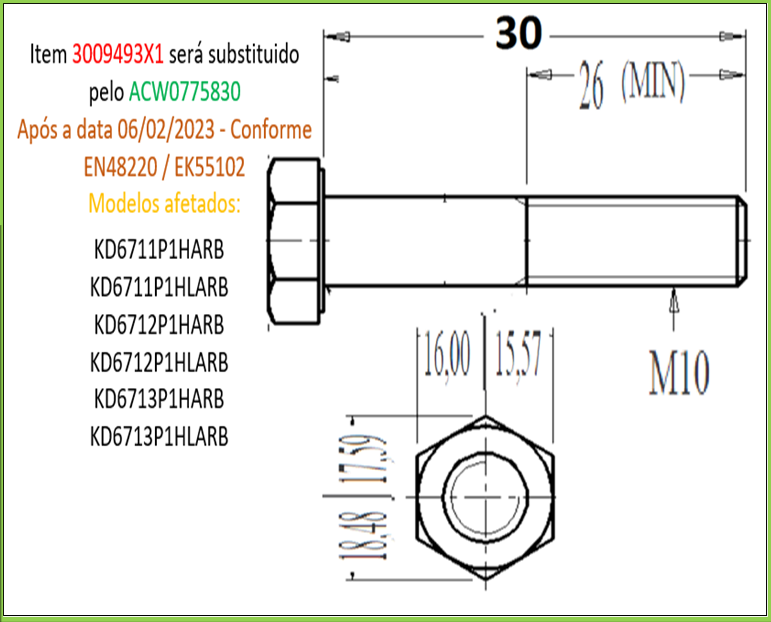 Item 3009493X1 será substituido
pelo ACW0775830
Após a data 06/02/2023 - Conforme
EN48220 / EK55102
Modelos afetados:
KD6711P1HARB
KD6711P1HLARB
KD6712P1HARB
KD6712P1HLARB
KD6713P1HARB
KD6713P1HLARB
30
26 (MIN)
M10
16,00 15,57
17,59
18,48